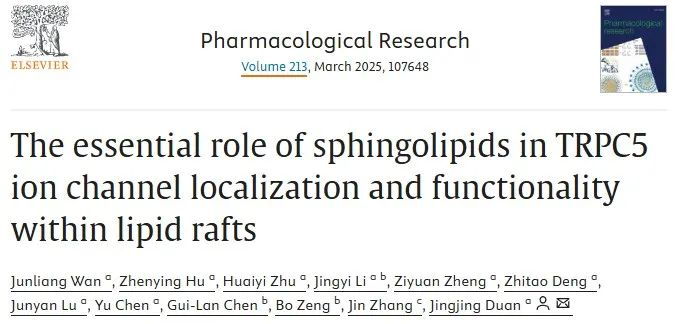 ELSEVIER
Pharmacological Research
Volume 213, March 2025, 107648
The essential role of sphingolipids in TRPC5
ion channel localization and functionality
within lipid rafts
Junliang Wan ᵃ, Zhenying Hu ᵃ, Huaiyi Zhu ᵃ, Jingyi Li ᵃ ᵇ, Ziyuan Zheng ᵃ, Zhitao Deng ᵃ,
Junyan Lu ᵃ, Yu Chen ᵃ, Gui-Lan Chen ᵇ, Bo Zeng ᵇ, Jin Zhang ᶜ, Jingjing Duan ᵃ